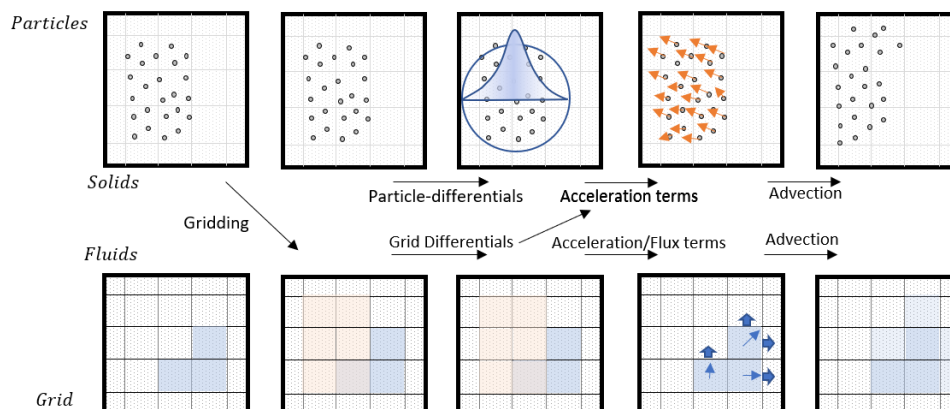 Particles
Solids
Particle-differentials
Acceleration terms
Advection
Gridding
Fluids
Grid Differentials
Acceleration/Flux terms
Advection
Grid